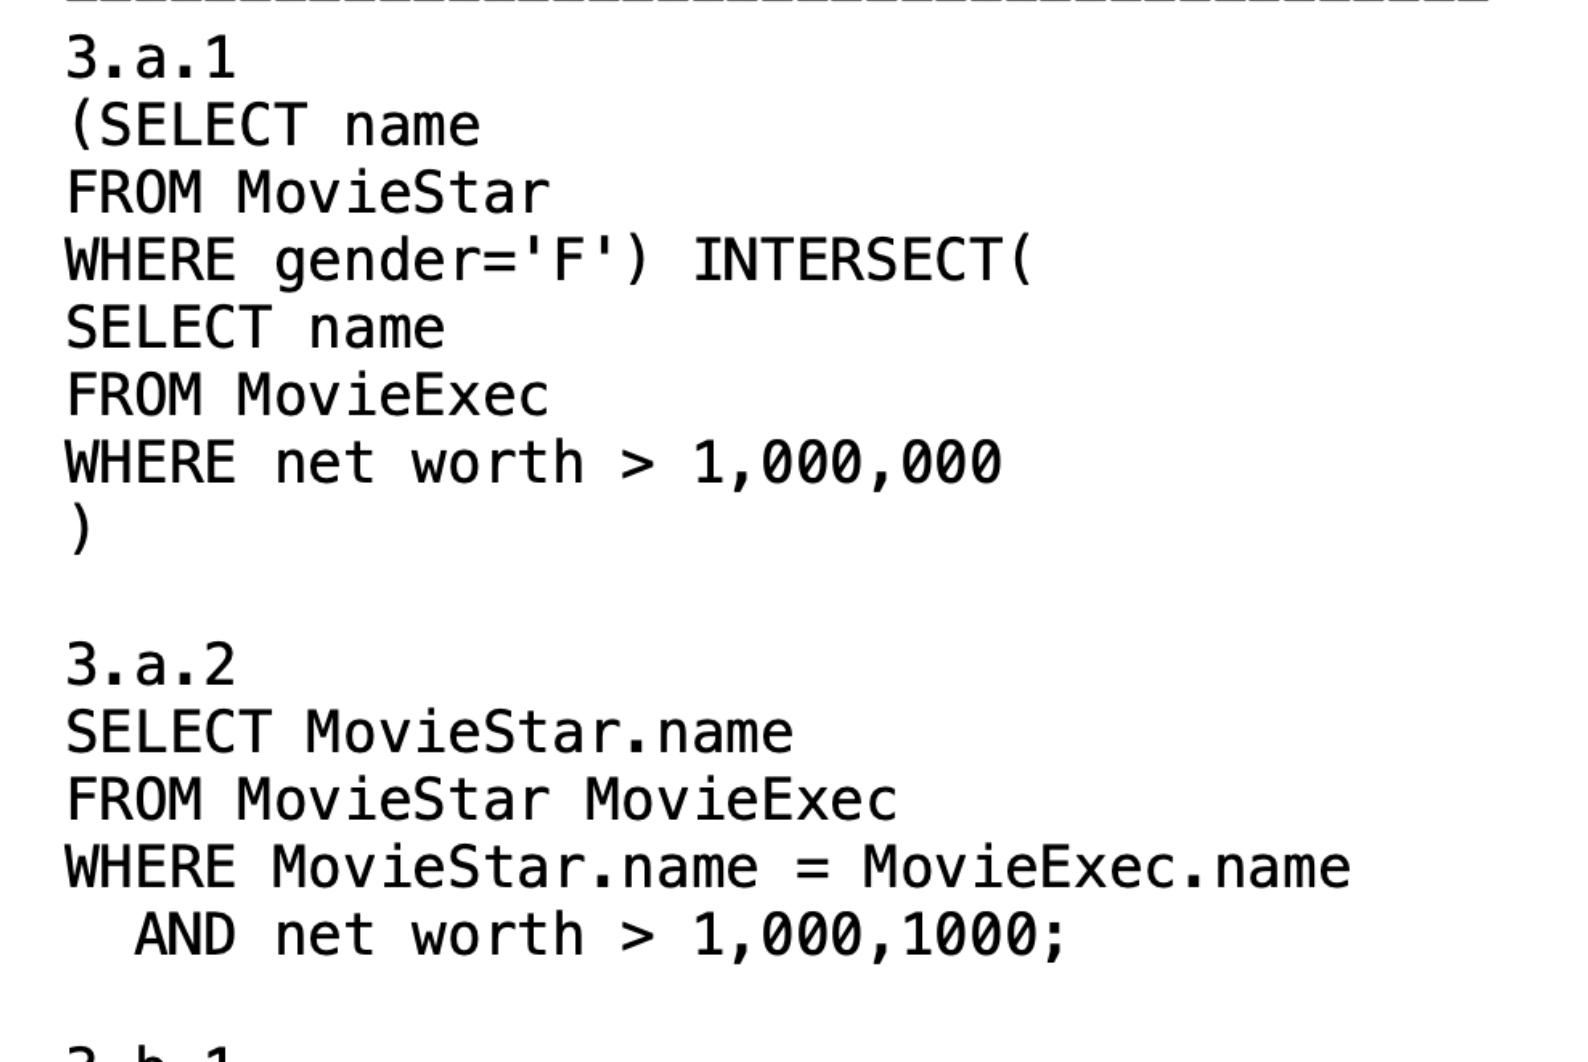 3.a.1
(SELECT name
FROM MovieStar
WHERE gender='F') INTERSECT(
SELECT name
FROM MovieExec
WHERE net worth > 1,000,000
)
3.a.2
SELECT MovieStar.name
FROM MovieStar MovieExec
WHERE MovieStar.name = MovieExec.name
  AND net worth > 1,000,1000;
3.b.1